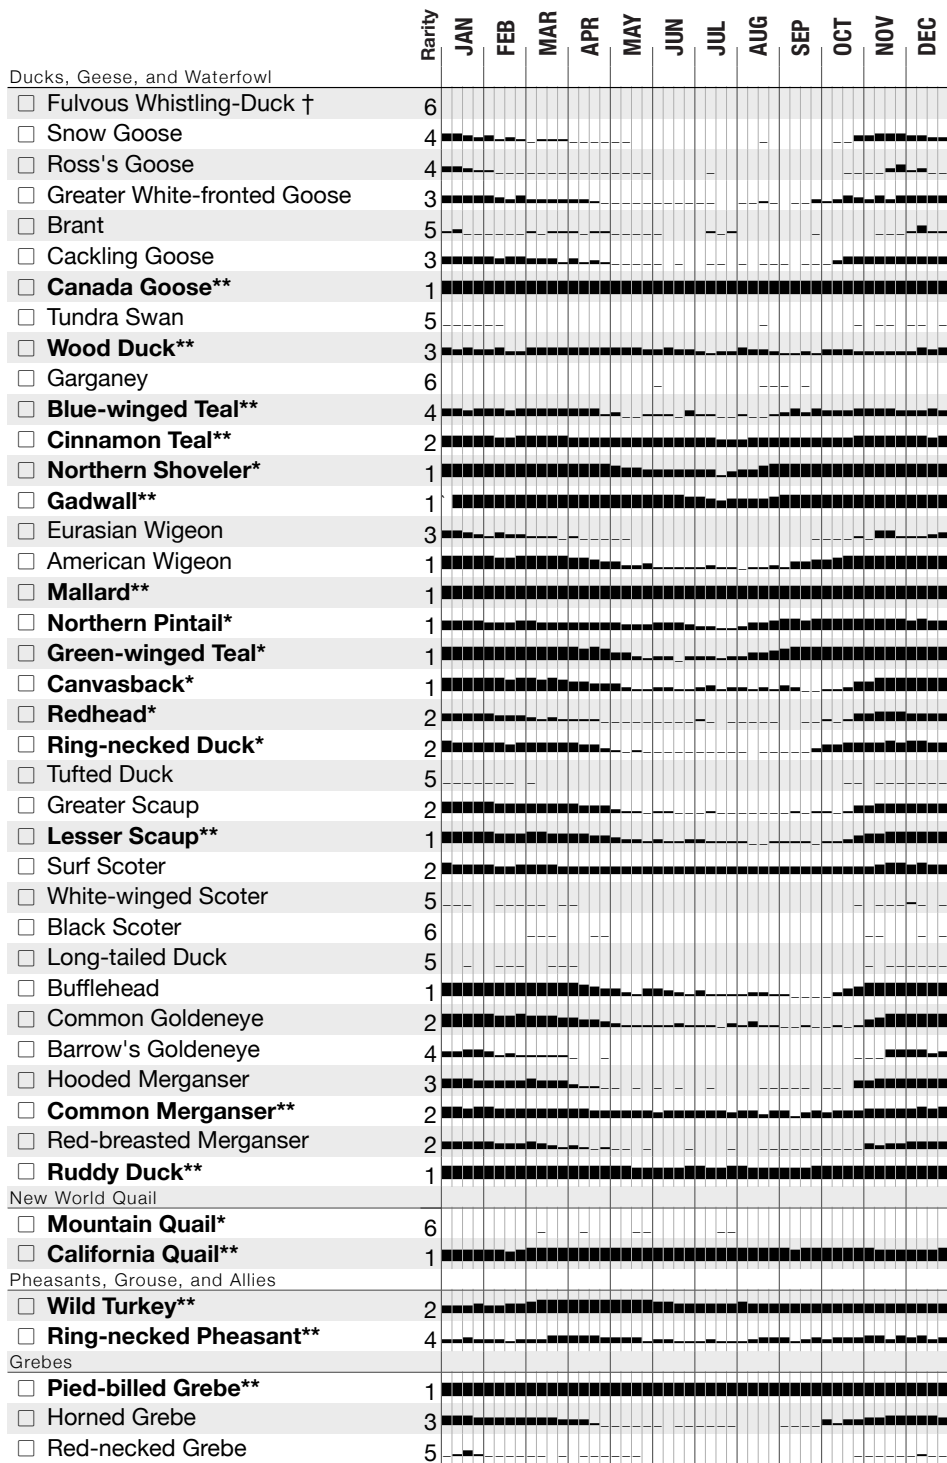 Rarity JAN FEB MAR APR MAY JUN JUL AUG SEP OCT NOV DEC
Ducks, Geese, and Waterfowl
Fulvous Whistling-Duck † 6
Snow Goose 4
Ross's Goose 4
Greater White-fronted Goose 3
Brant 5
Cackling Goose 3
Canada Goose** 1
Tundra Swan 5
Wood Duck** 3
Garganey 6
Blue-winged Teal** 4
Cinnamon Teal** 2
Northern Shoveler* 1
Gadwall** 1`
Eurasian Wigeon 3
American Wigeon 1
Mallard** 1
Northern Pintail* 1
Green-winged Teal* 1
Canvasback* 1
Redhead* 2
Ring-necked Duck* 2
Tufted Duck 5
Greater Scaup 2
Lesser Scaup** 1
Surf Scoter 2
White-winged Scoter 5
Black Scoter 6
Long-tailed Duck 5
Bufflehead 1
Common Goldeneye 2
Barrow's Goldeneye 4
Hooded Merganser 3
Common Merganser** 2
Red-breasted Merganser 2
Ruddy Duck** 1
New World Quail
Mountain Quail* 6
California Quail** 1
Pheasants, Grouse, and Allies
Wild Turkey** 2
Ring-necked Pheasant** 4
Grebes
Pied-billed Grebe** 1
Horned Grebe 3
Red-necked Grebe 5